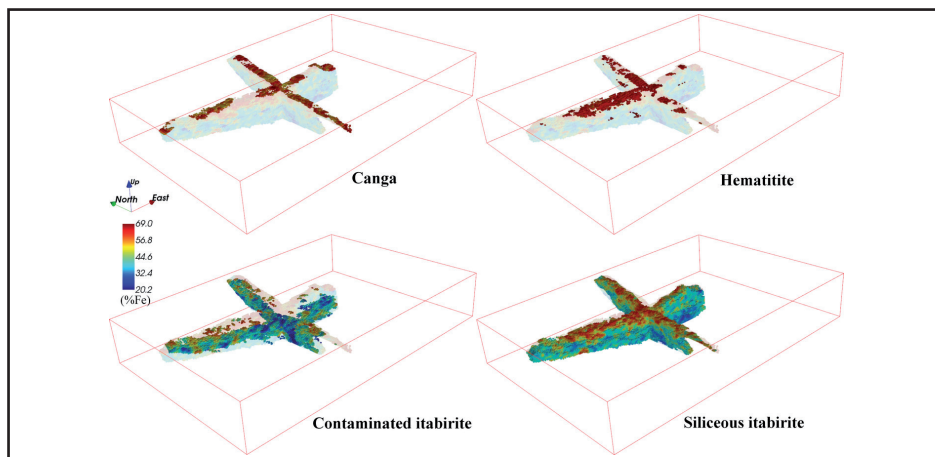 Canga
Hematitite
Up
North
East
69.0
56.8
44.6
32.4
20.2
(%Fe)
Contaminated itabirite
Siliceous itabirite